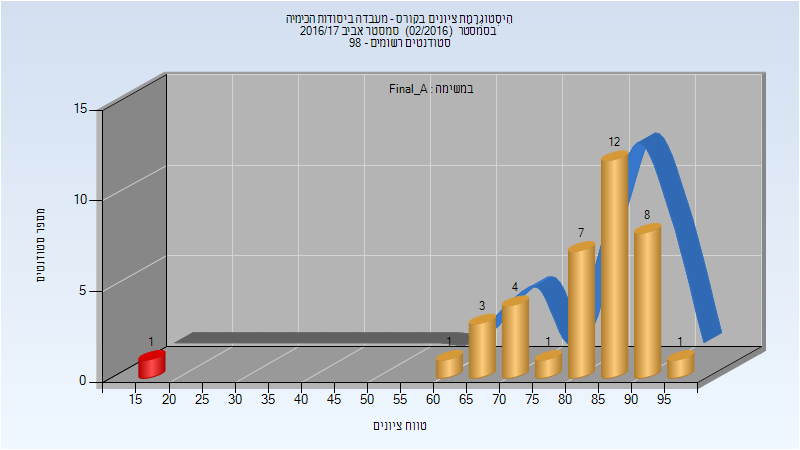 היסטוגרמת ציונים בקורס - מעבדה ביסודות הכימיה
בסמסטר (02/2016) סמסטר אביב 2016/17
סטודנטים רשומים - 98
במשימה : Final_A
מספר סטודנטים
15
10
5
0
1
1
3
4
1
7
12
8
1
15 20 25 30 35 40 45 50 55 60 65 70 75 80 85 90 95
טווח ציונים